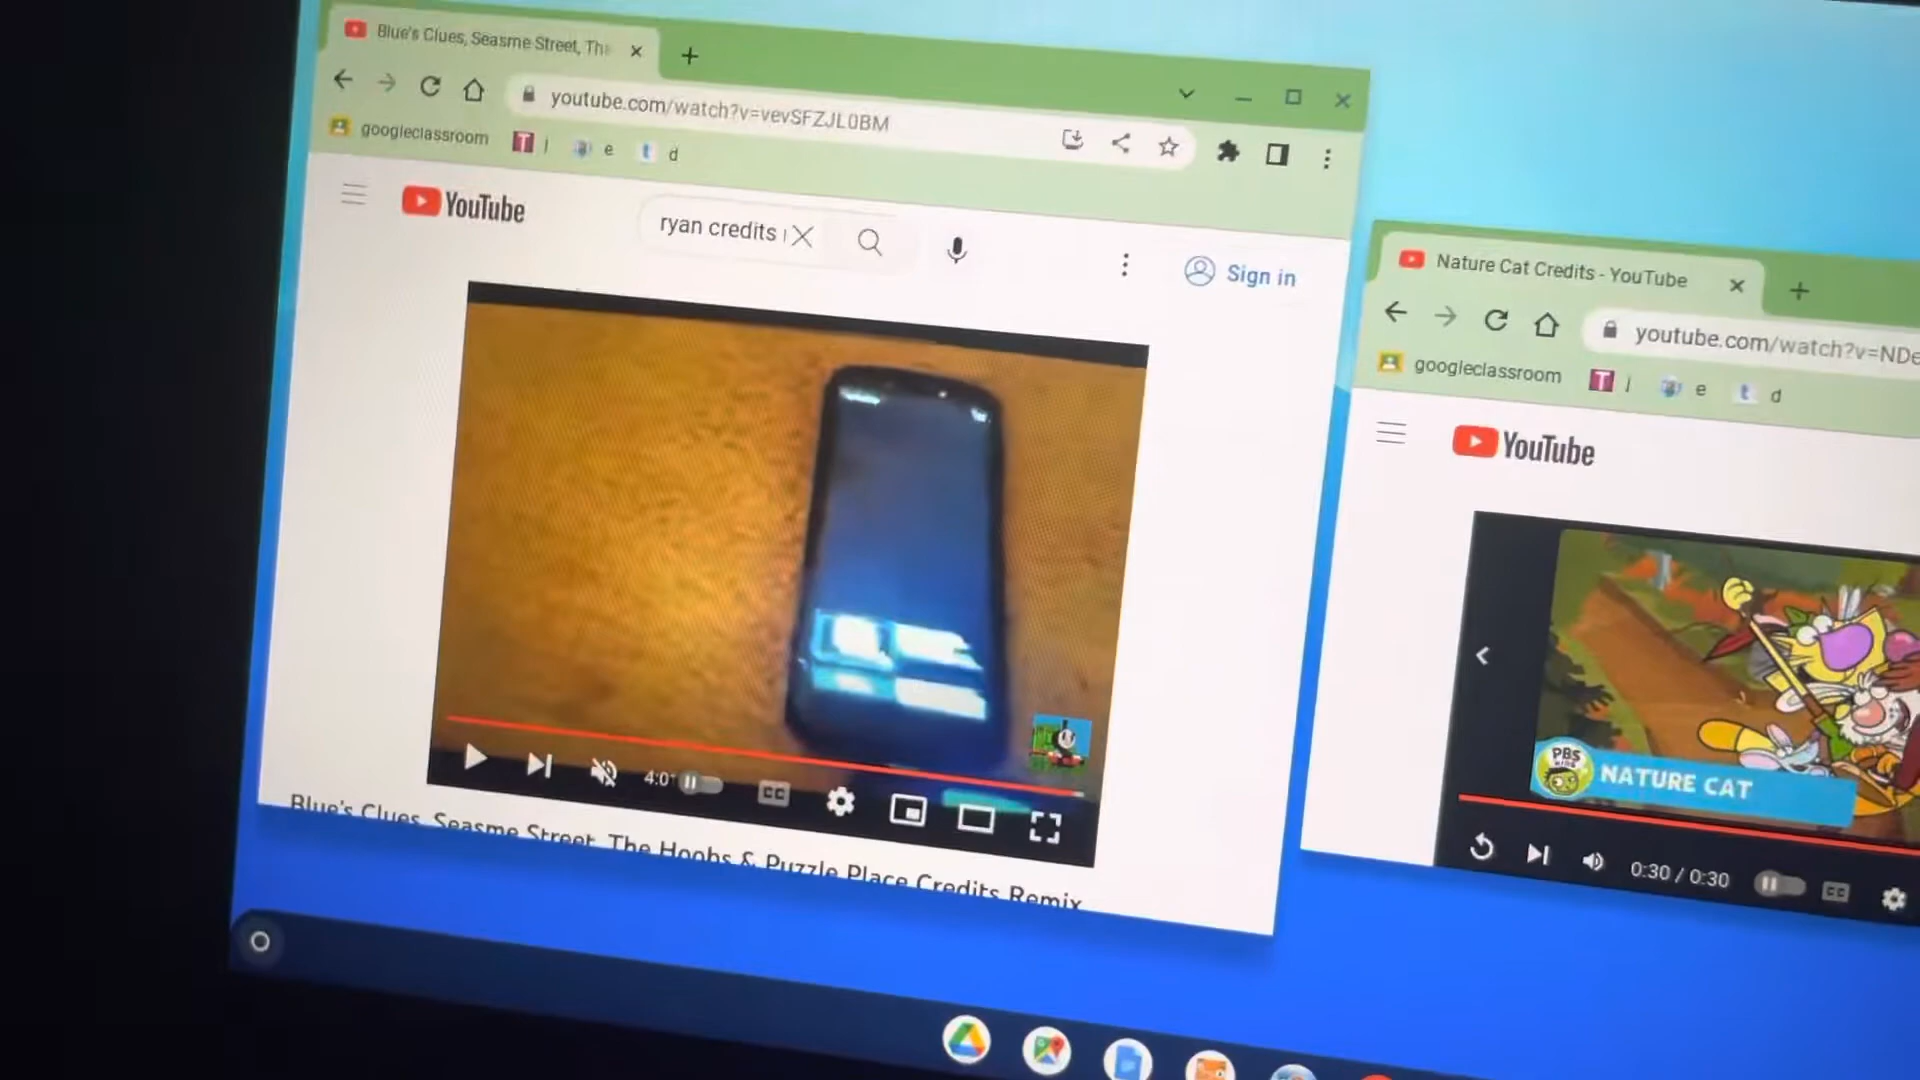 Blue's Clues, Seasme Street, Th
youtube.com/watch?v=vevSFZJL0BM
googleclassroom
T
l
e
t
d
YouTube
ryan credits
Sign in
4:0
CC
Blue's Clues, Seasme Street, The Hoobs & Puzzle Place Credits Remix
Nature Cat Credits - YouTube
youtube.com/watch?v=NDe
googleclassroom
T
l
e
t
d
YouTube
PBS
KIDS
NATURE CAT
0:30 / 0:30
CC